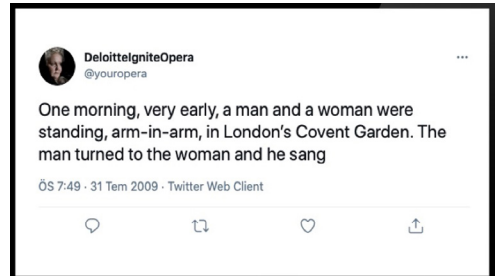 DeloitteIgniteOpera
@youropera
One morning, very early, a man and a woman were
standing, arm-in-arm, in London's Covent Garden. The
man turned to the woman and he sang
ÖS 7:49 · 31 Tem 2009 · Twitter Web Client